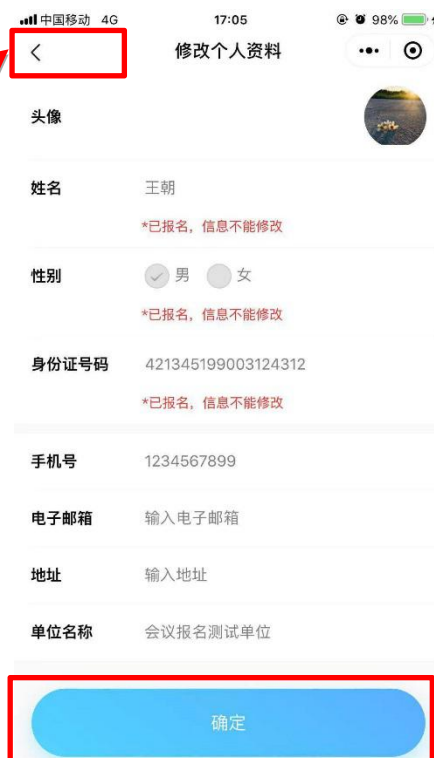 中国移动 4G 17:05 98%
修改个人资料
头像
姓名 王朝
*已报名，信息不能修改
性别 男 女
*已报名，信息不能修改
身份证号码 421345199003124312
*已报名，信息不能修改
手机号 1234567899
电子邮箱 输入电子邮箱
地址 输入地址
单位名称 会议报名测试单位
确定